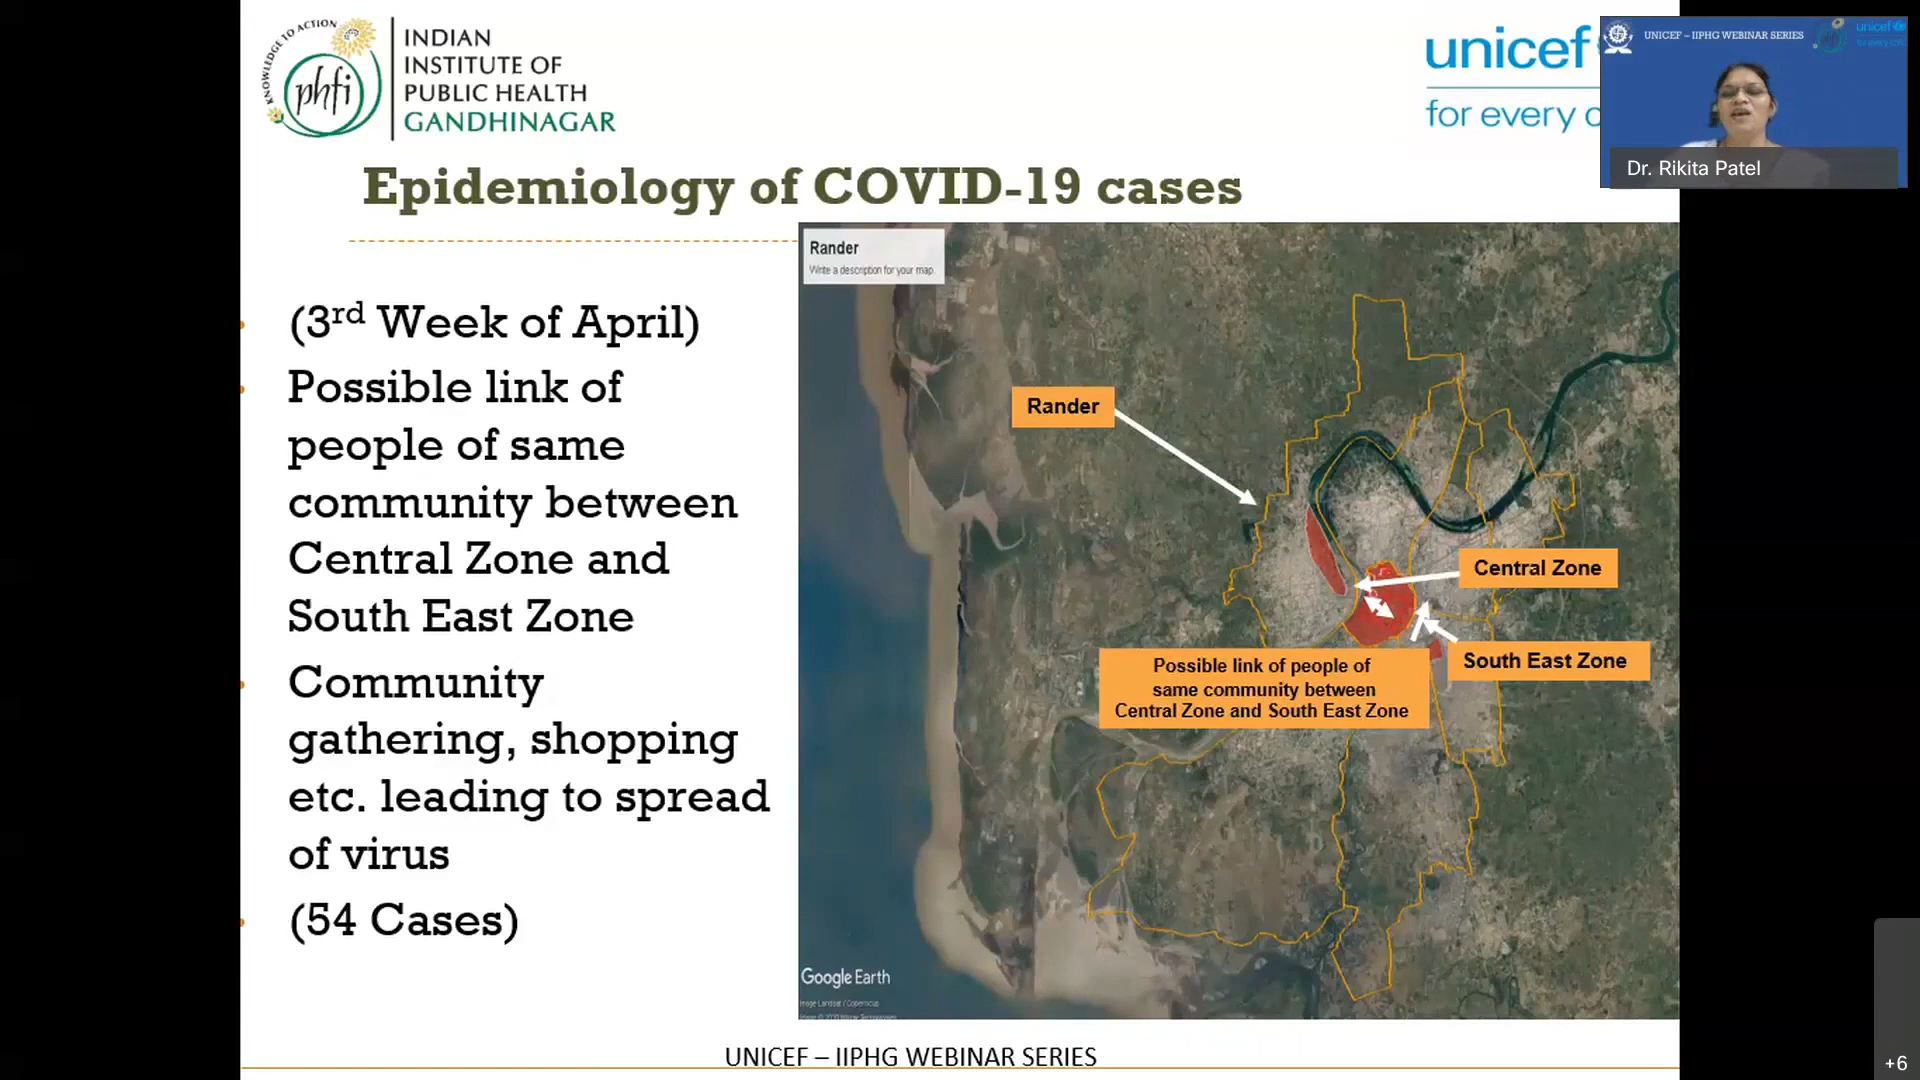 KNOWLEDGE TO ACTION
phfi
INDIAN
INSTITUTE OF
PUBLIC HEALTH
GANDHINAGAR
unicef
for every c
UNICEF – IIPHG WEBINAR SERIES
unicef
Dr. Rikita Patel
Epidemiology of COVID-19 cases
(3rd Week of April)
Possible link of
people of same
community between
Central Zone and
South East Zone
Community
gathering, shopping
etc. leading to spread
of virus
(54 Cases)
Rander
Write a description for your map.
Rander
Central Zone
South East Zone
Possible link of people of
same community between
Central Zone and South East Zone
Google Earth
Image Landsat / Copernicus
UNICEF – IIPHG WEBINAR SERIES
+6